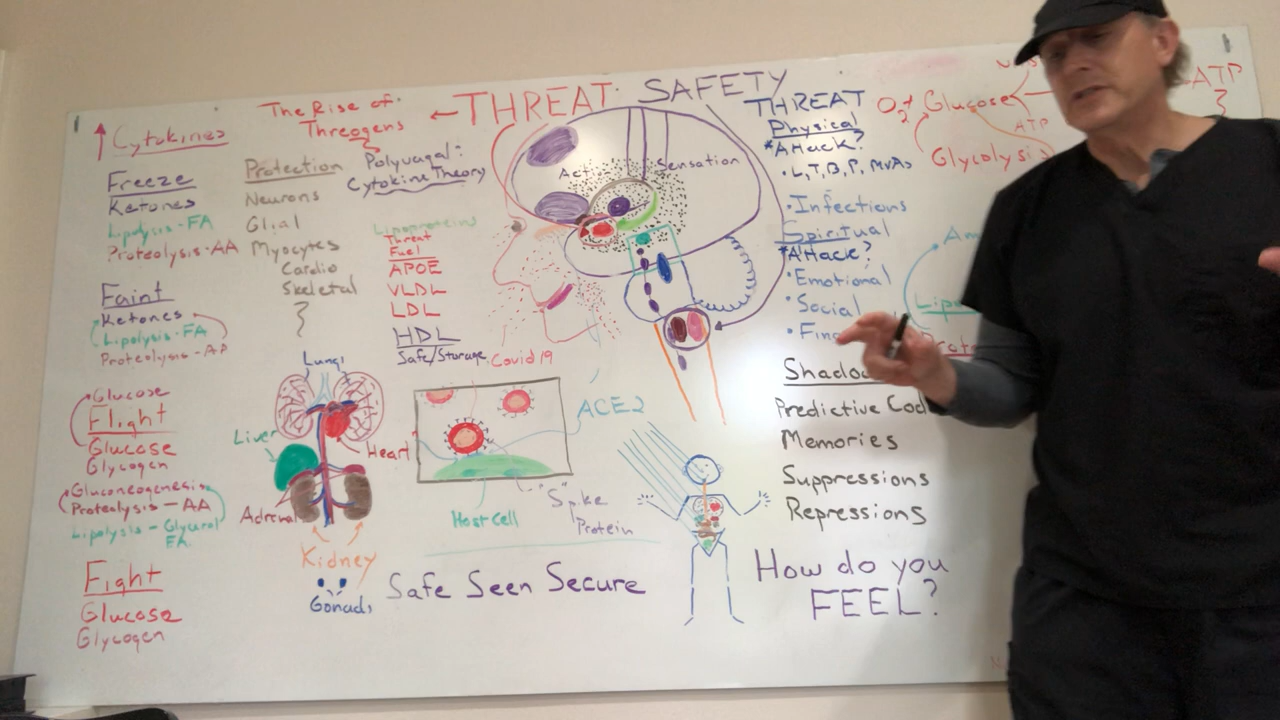 THREAT SAFETY
↑ Cytokines
Freeze
Ketones
Lipolysis-FA
Proteolysis-AA
Faint
Ketones
Lipolysis-FA
Proteolysis-AA
Glucose
Flight
Glucose
Glycogen
Gluconeogenesis
Proteolysis-AA
Lipolysis-Glycerol
FA
Fight
Glucose
Glycogen
The Rise of
Threogens
Protection
Neurons
Glial
Myocytes
Cardio
Skeletal
Polyvagal:
Cytokine Theory
Lipoproteins
Threat
Fuel
APOE
VLDL
LDL
HDL
Safe/Storage
Lungs
Liver
Heart
Adrenal
Kidney
Gonads
Sensation
Covid19
ACE2
Host Cell
"Spike
Protein
Safe Seen Secure
THREAT
Physical
*Attack?
• L,T,B,P, MVAs
• Infections
Spiritual
*Attack?
• Emotional
• Social
Predictive
Memories
Suppressions
Repressions
How do you
FEEL?
O2 + Glucose
ATP
Glycolysis
ATP